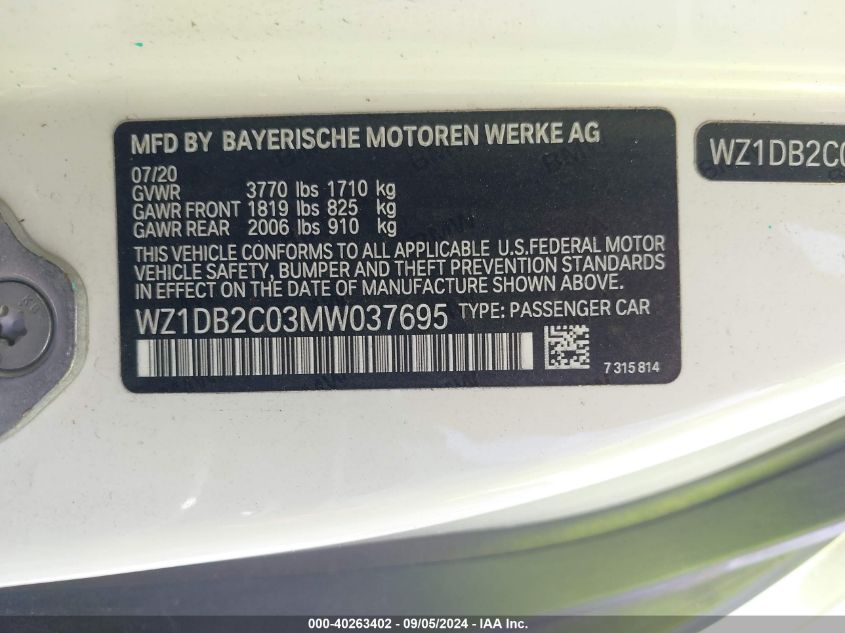 MFD BY BAYERISCHE MOTOREN WERKE AG
07/20
GVWR 3770 lbs 1710 kg
GAWR FRONT 1819 lbs 825 kg
GAWR REAR 2006 lbs 910 kg
THIS VEHICLE CONFORMS TO ALL APPLICABLE U.S.FEDERAL MOTOR
VEHICLE SAFETY, BUMPER AND THEFT PREVENTION STANDARDS
IN EFFECT ON THE DATE OF MANUFACTURE SHOWN ABOVE.
WZ1DB2C03MW037695 TYPE: PASSENGER CAR
7 315 814
WZ1DB2C0
000-40263402 - 09/05/2024 - IAA Inc.